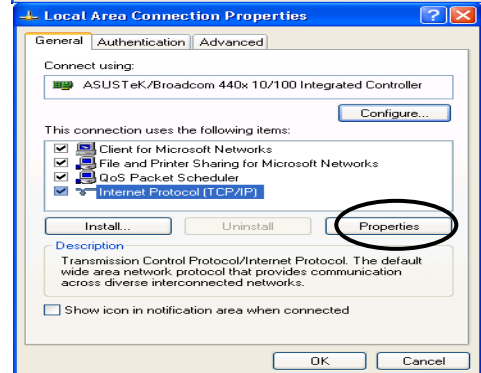 Local Area Connection Properties
General Authentication Advanced
Connect using:
ASUSTeK/Broadcom 440x 10/100 Integrated Controller
Configure...
This connection uses the following items:
Client for Microsoft Networks
File and Printer Sharing for Microsoft Networks
QoS Packet Scheduler
Internet Protocol (TCP/IP)
Install... Uninstall Properties
Description
Transmission Control Protocol/Internet Protocol. The default
wide area network protocol that provides communication
across diverse interconnected networks.
Show icon in notification area when connected
OK Cancel